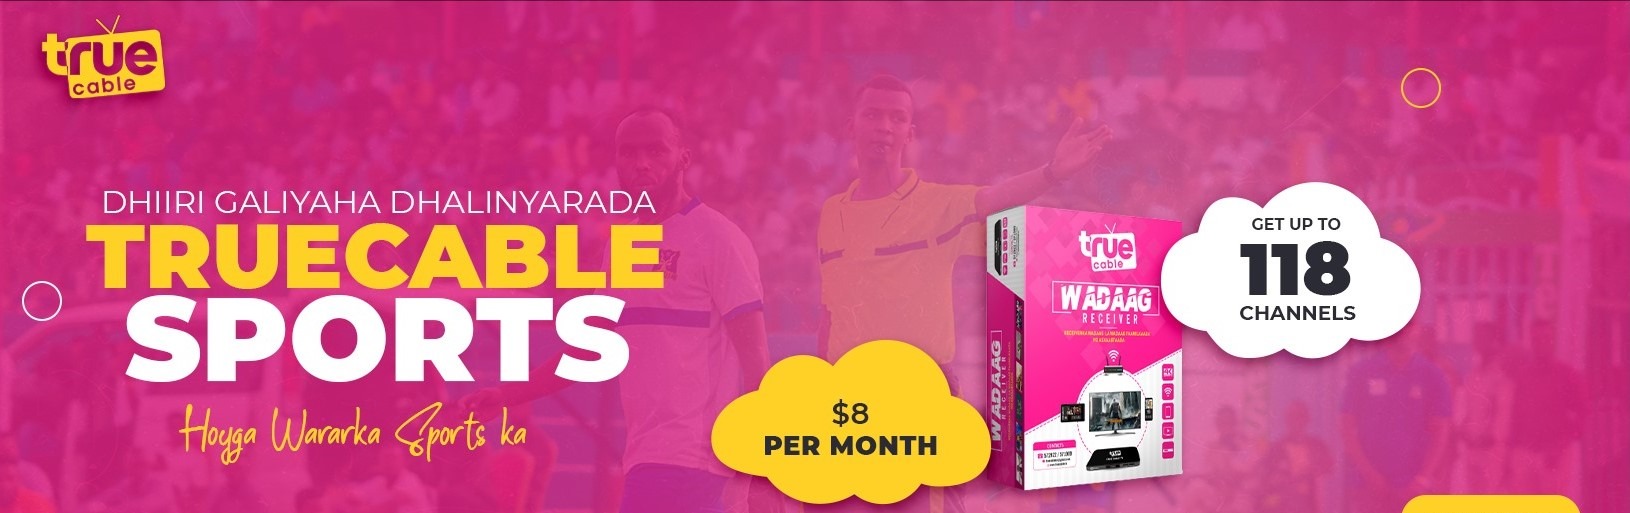 true
cable
DHIIRI GALIYAHA DHALINYARADA
TRUECABLE
SPORTS
Hoyga Wararka Sports ka
$8
PER MONTH
true
cable
WADAAG
RECEIVER
WADAAG
RECEIVER
GET UP TO
118
CHANNELS